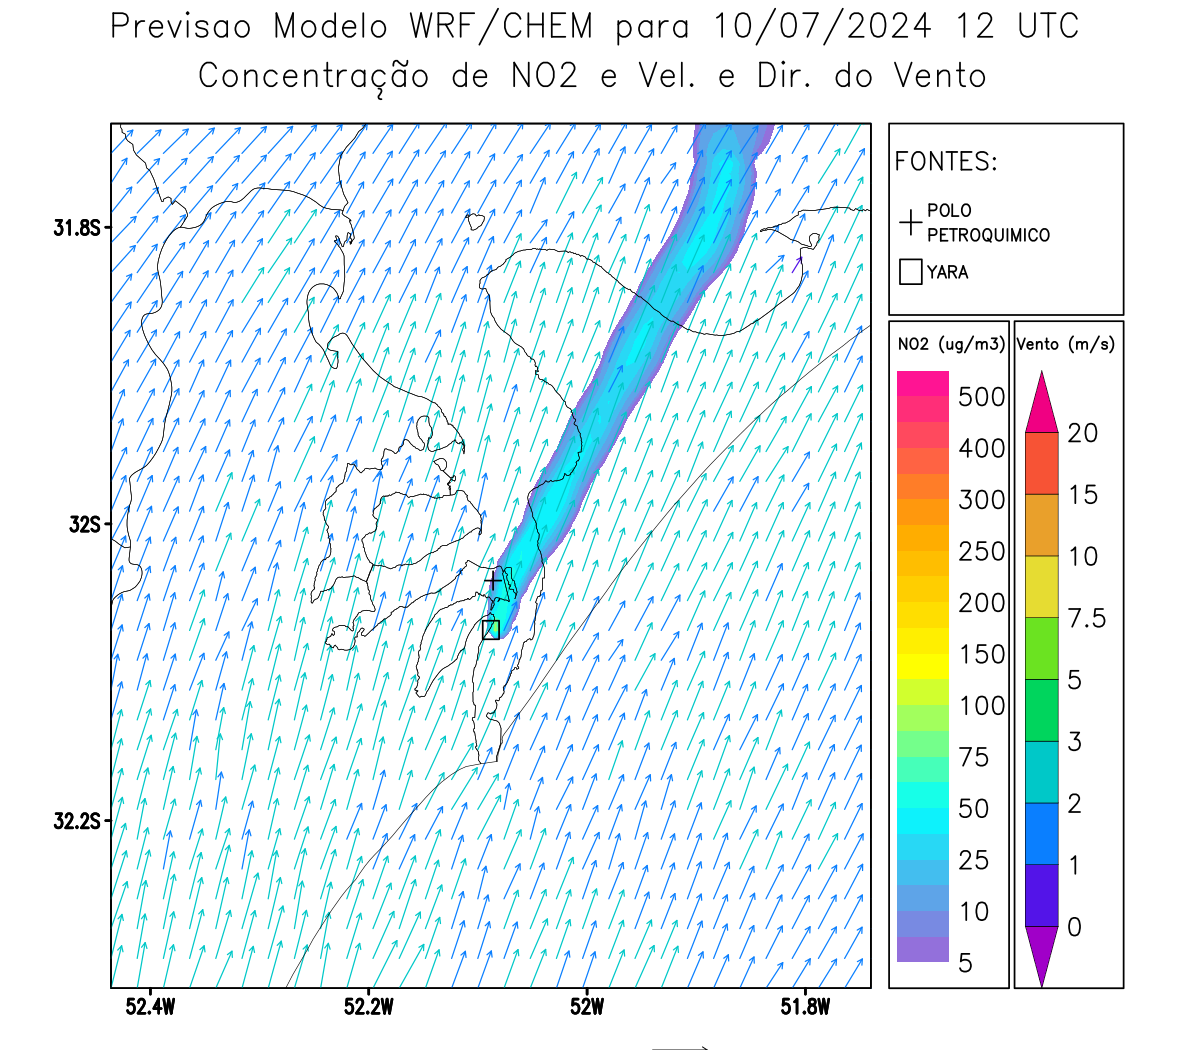 Previsao Modelo WRF/CHEM para 10/07/2024 12 UTC
Concentração de NO2 e Vel. e Dir. do Vento
FONTES:
POLO
PETROQUIMICO
YARA
31.8S
32S
32.2S
52.4W
52.2W
52W
51.8W
NO2 (ug/m3)
500
400
300
250
200
150
100
75
50
25
10
5
Vento (m/s)
20
15
10
7.5
5
3
2
1
0